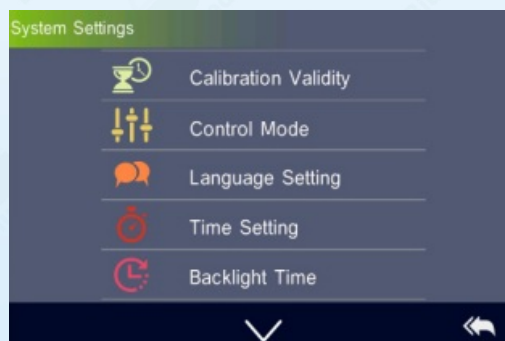 System Settings
Calibration Validity
Control Mode
Language Setting
Time Setting
Backlight Time